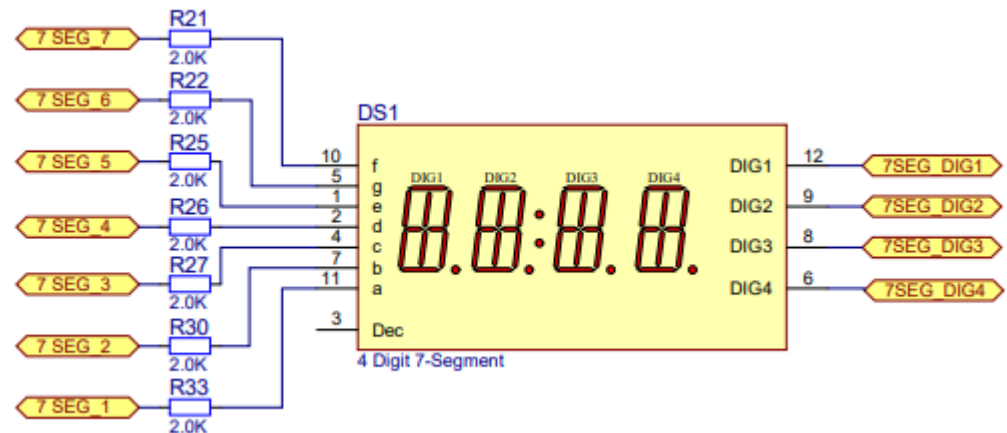 7 SEG_7
R21
2.0K
7 SEG_6
R22
2.0K
7 SEG_5
R25
2.0K
7 SEG_4
R26
2.0K
7 SEG_3
R27
2.0K
7 SEG_2
R30
2.0K
7 SEG_1
R33
2.0K
DS1
10 f
5 g
1 e
2 d
4 c
7 b
11 a
3 Dec
DIG1 DIG2 DIG3 DIG4
DIG1 12 7SEG_DIG1
DIG2 9 7SEG_DIG2
DIG3 8 7SEG_DIG3
DIG4 6 7SEG_DIG4
4 Digit 7-Segment